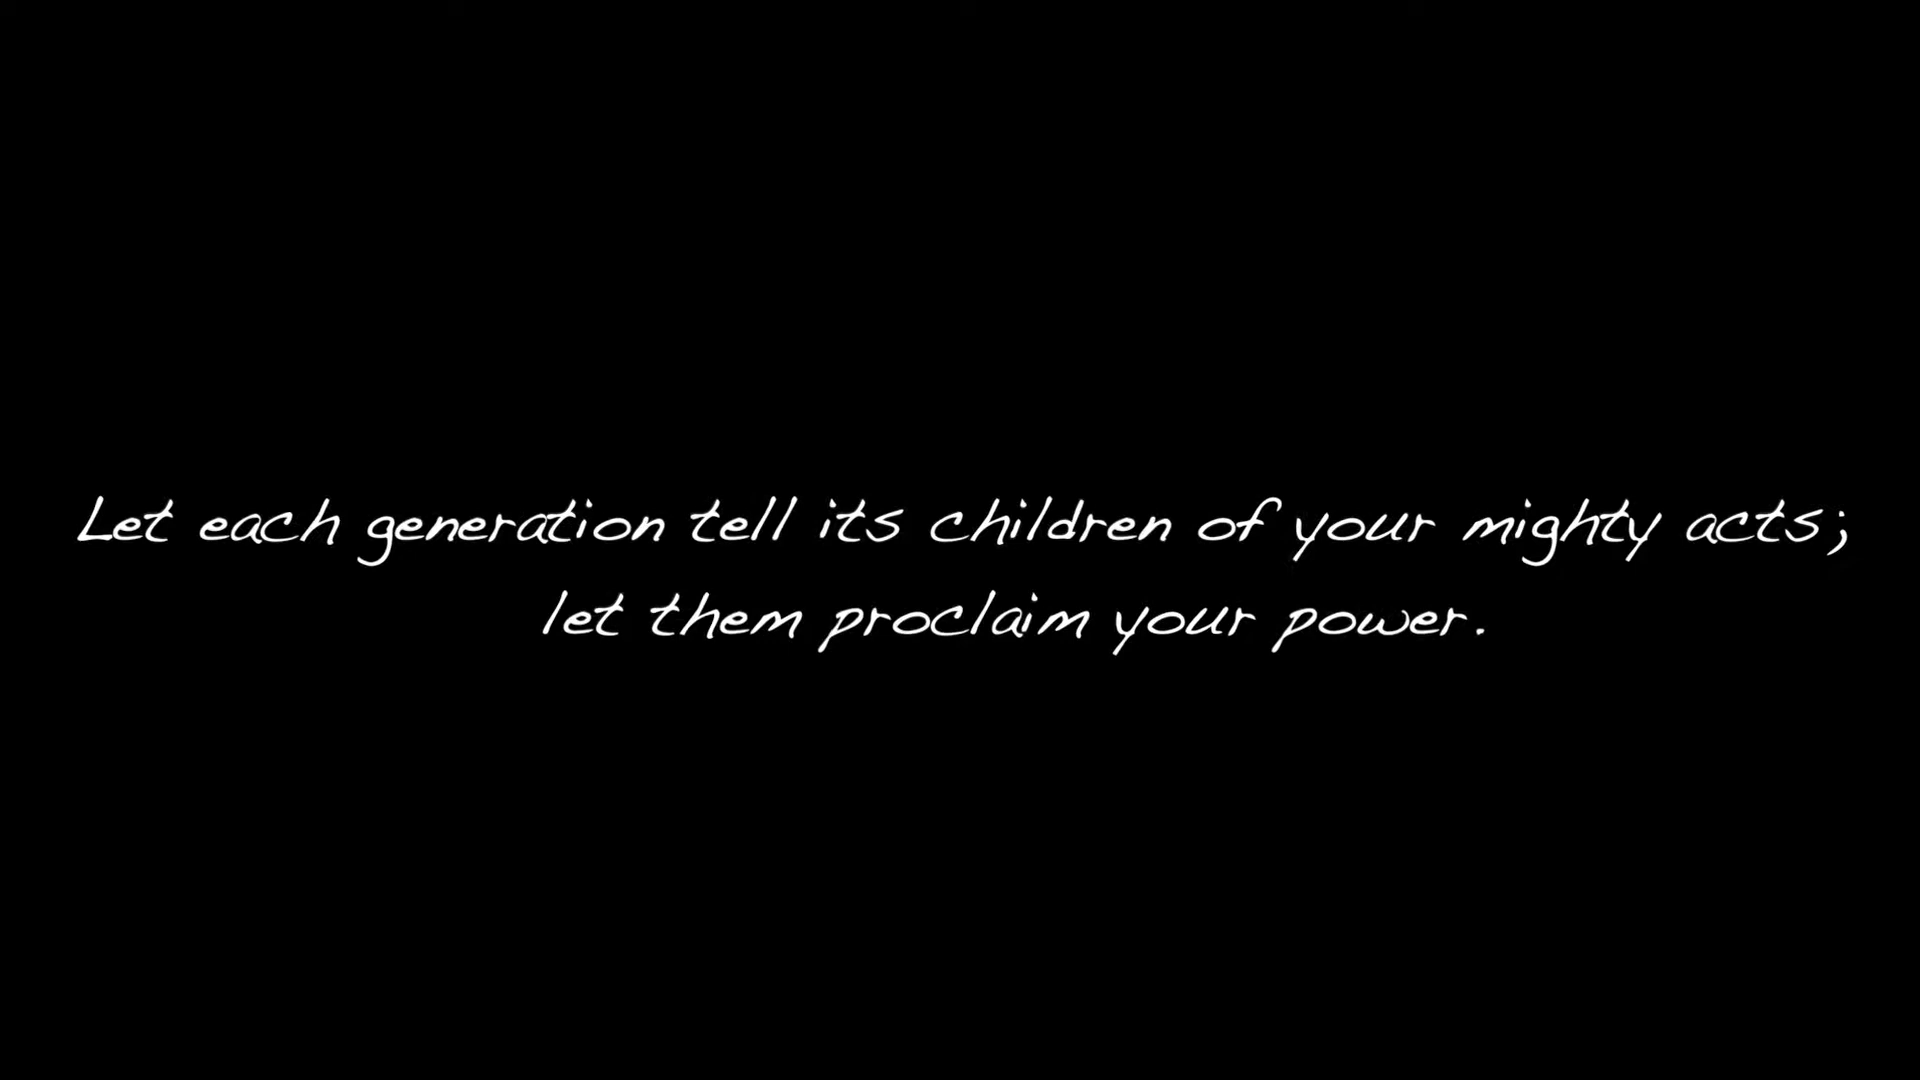 Let each generation tell its children of your mighty acts;
let them proclaim your power.